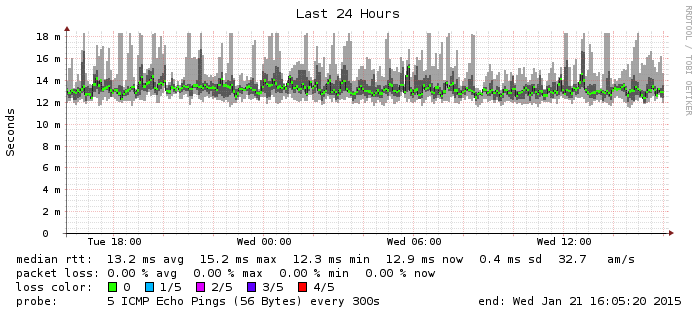 Last 24 Hours
RRDTOOL / TOBI OETIKER
Seconds
18 m
16 m
14 m
12 m
10 m
8 m
6 m
4 m
2 m
0
Tue 18:00 Wed 00:00 Wed 06:00 Wed 12:00
median rtt: 13.2 ms avg 15.2 ms max 12.3 ms min 12.9 ms now 0.4 ms sd 32.7 am/s
packet loss: 0.00 % avg 0.00 % max 0.00 % min 0.00 % now
loss color: 0 1/5 2/5 3/5 4/5
probe: 5 ICMP Echo Pings (56 Bytes) every 300s end: Wed Jan 21 16:05:20 2015